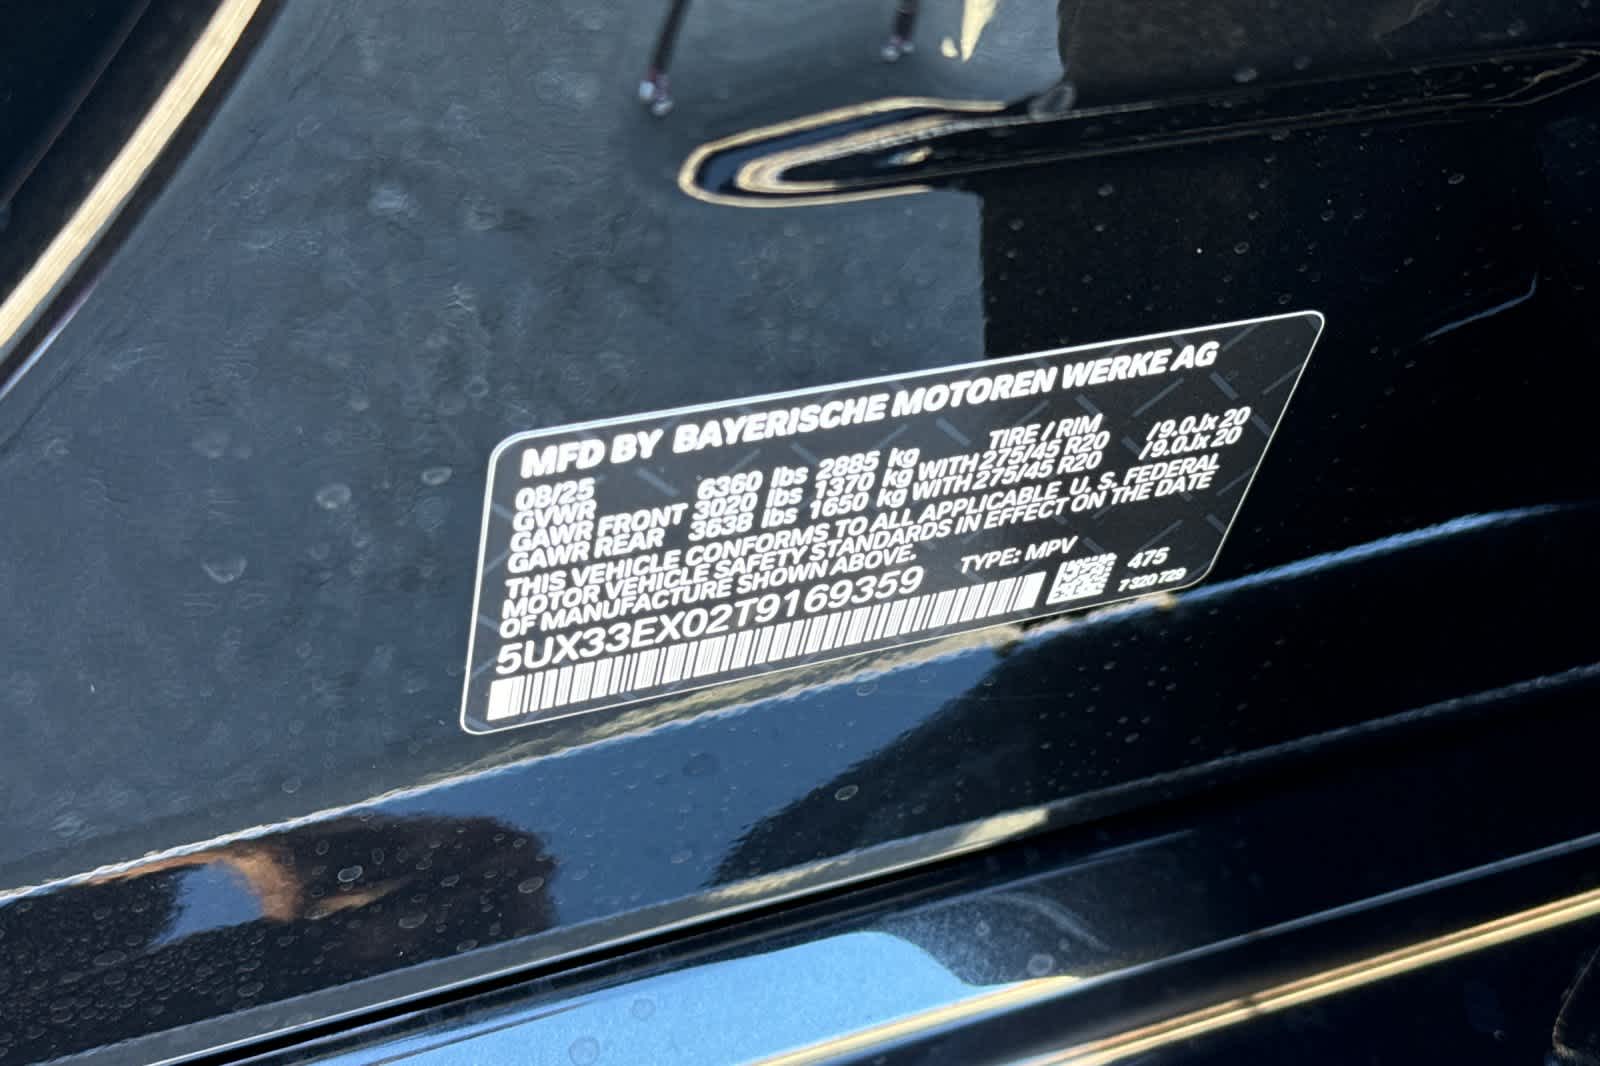 MFD BY BAYERISCHE MOTOREN WERKE AG
08/25 TIRE / RIM
GVWR 6360 lbs 2885 kg
GAWR FRONT 3020 lbs 1370 kg WITH 275/45 R20 /9.0Jx 20
GAWR REAR 3638 lbs 1650 kg WITH 275/45 R20 /9.0Jx 20
THIS VEHICLE CONFORMS TO ALL APPLICABLE U. S. FEDERAL
MOTOR VEHICLE SAFETY STANDARDS IN EFFECT ON THE DATE
OF MANUFACTURE SHOWN ABOVE.
TYPE: MPV 475
5UX33EX02T9169359
7 320 729